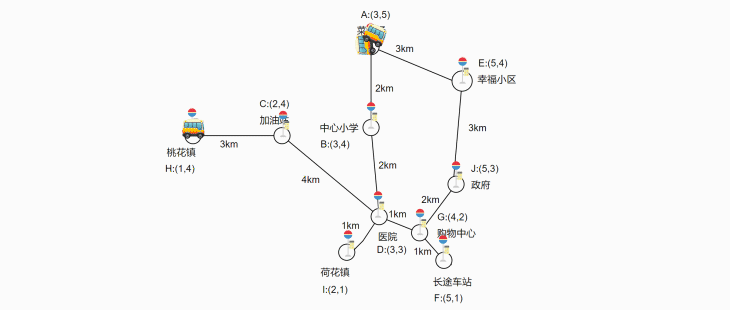 A:(3,5)
菜
3km
E:(5,4)
幸福小区
2km
C:(2,4)
加油站
中心小学
B:(3,4)
3km
桃花镇
H:(1,4)
3km
2km
4km
J:(5,3)
政府
2km
1km
G:(4,2)
购物中心
1km
医院
D:(3,3)
1km
荷花镇
I:(2,1)
长途车站
F:(5,1)